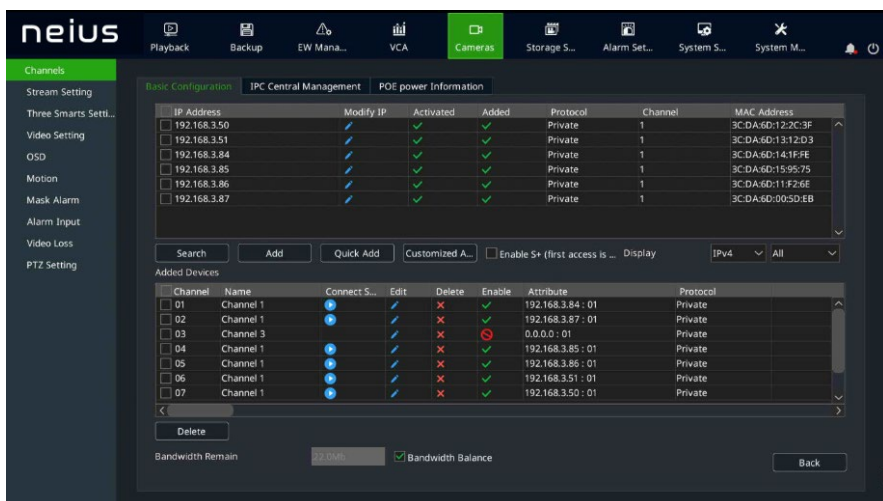 neius
Playback Backup EW Mana... VCA Cameras Storage S... Alarm Set... System S... System M...
Channels
Stream Setting
Three Smarts Setti...
Video Setting
OSD
Motion
Mask Alarm
Alarm Input
Video Loss
PTZ Setting
Basic Configuration IPC Central Management POE power Information
IP Address Modify IP Activated Added Protocol Channel MAC Address
192.168.3.50 Private 1 3C:DA:6D:12:2C:3F
192.168.3.51 Private 1 3C:DA:6D:13:12:D3
192.168.3.84 Private 1 3C:DA:6D:14:1F:FE
192.168.3.85 Private 1 3C:DA:6D:15:95:75
192.168.3.86 Private 1 3C:DA:6D:11:F2:6E
192.168.3.87 Private 1 3C:DA:6D:00:5D:EB
Search Add Quick Add Customized A... Enable S+ (first access is ... Display IPv4 All
Added Devices
Channel Name Connect S... Edit Delete Enable Attribute Protocol
01 Channel 1 192.168.3.84 : 01 Private
02 Channel 1 192.168.3.87 : 01 Private
03 Channel 3 0.0.0.0 : 01 Private
04 Channel 1 192.168.3.85 : 01 Private
05 Channel 1 192.168.3.86 : 01 Private
06 Channel 1 192.168.3.51 : 01 Private
07 Channel 1 192.168.3.50 : 01 Private
Delete
Bandwidth Remain 22.0Mb Bandwidth Balance
Back